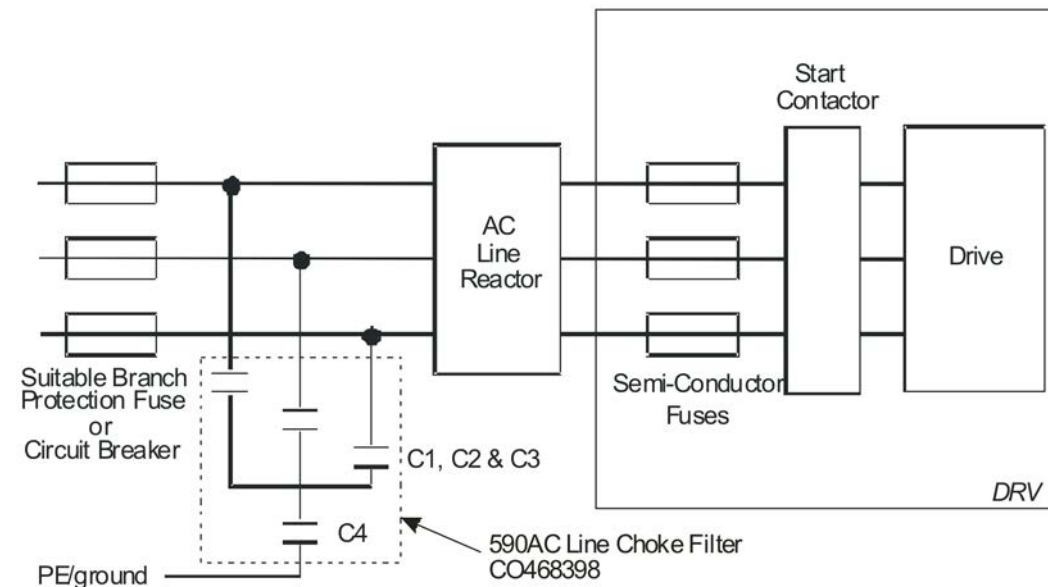 Start
Contactor
AC
Line
Reactor
Drive
Suitable Branch
Protection Fuse
or
Circuit Breaker
Semi-Conductor
Fuses
C1, C2 & C3
DRV
C4
590AC Line Choke Filter
CO468398
PE/ground